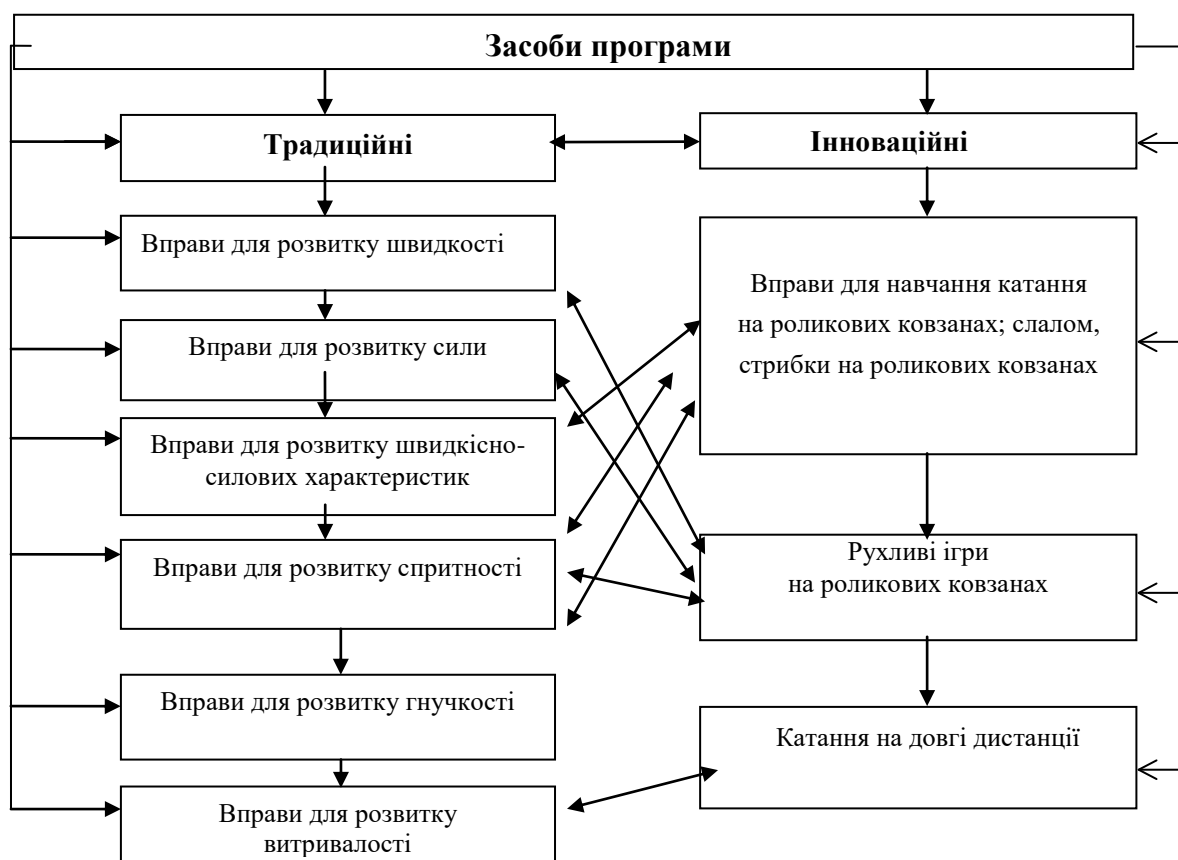 Засоби програми
Традиційні
Інноваційні
Вправи для розвитку швидкості
Вправи для розвитку сили
Вправи для розвитку швидкісно-
силових характеристик
Вправи для розвитку спритності
Вправи для розвитку гнучкості
Вправи для розвитку
витривалості
Вправи для навчання катання
на роликових ковзанах; слалом,
стрибки на роликових ковзанах
Рухливі ігри
на роликових ковзанах
Катання на довгі дистанції